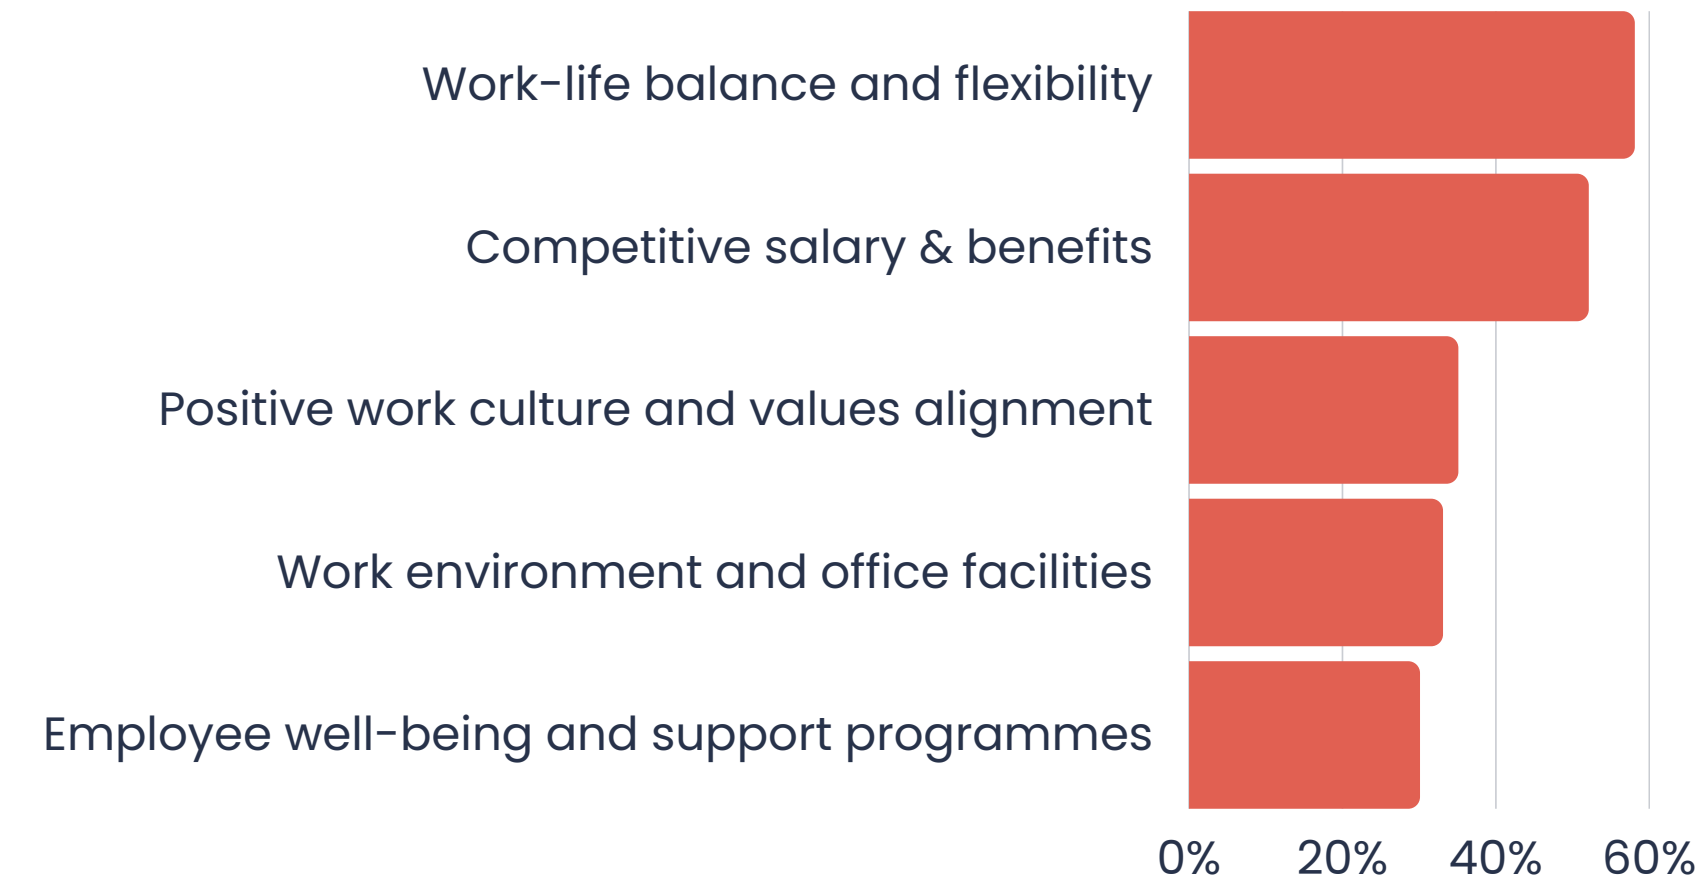 Work-life balance and flexibility
Competitive salary & benefits
Positive work culture and values alignment
Work environment and office facilities
Employee well-being and support programmes
0% 20% 40% 60%